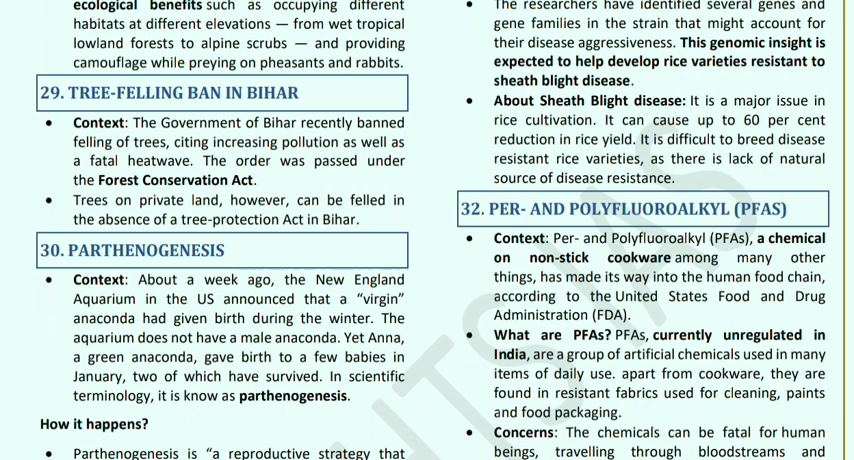 ecological benefits such as occupying different
habitats at different elevations — from wet tropical
lowland forests to alpine scrubs — and providing
camouflage while preying on pheasants and rabbits.
29. TREE-FELLING BAN IN BIHAR
• Context: The Government of Bihar recently banned
felling of trees, citing increasing pollution as well as
a fatal heatwave. The order was passed under
the Forest Conservation Act.
• Trees on private land, however, can be felled in
the absence of a tree-protection Act in Bihar.
30. PARTHENOGENESIS
• Context: About a week ago, the New England
Aquarium in the US announced that a “virgin”
anaconda had given birth during the winter. The
aquarium does not have a male anaconda. Yet Anna,
a green anaconda, gave birth to a few babies in
January, two of which have survived. In scientific
terminology, it is know as parthenogenesis.
How it happens?
• Parthenogenesis is “a reproductive strategy that
• The researchers have identified several genes and
gene families in the strain that might account for
their disease aggressiveness. This genomic insight is
expected to help develop rice varieties resistant to
sheath blight disease.
• About Sheath Blight disease: It is a major issue in
rice cultivation. It can cause up to 60 per cent
reduction in rice yield. It is difficult to breed disease
resistant rice varieties, as there is lack of natural
source of disease resistance.
32. PER- AND POLYFLUOROALKYL (PFAS)
• Context: Per- and Polyfluoroalkyl (PFAs), a chemical
on non-stick cookware among many other
things, has made its way into the human food chain,
according to the United States Food and Drug
Administration (FDA).
• What are PFAs? PFAs, currently unregulated in
India, are a group of artificial chemicals used in many
items of daily use. apart from cookware, they are
found in resistant fabrics used for cleaning, paints
and food packaging.
• Concerns: The chemicals can be fatal for human
beings, travelling through bloodstreams and
HTS IAS